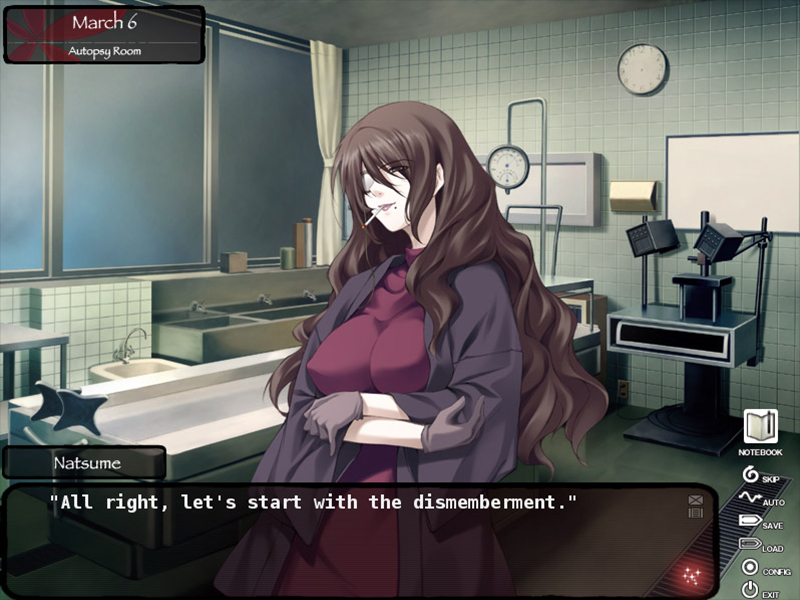 March 6
Autopsy Room
Natsume
"All right, let's start with the dismemberment."
NOTEBOOK
SKIP
AUTO
SAVE
LOAD
CONFIG
EXIT